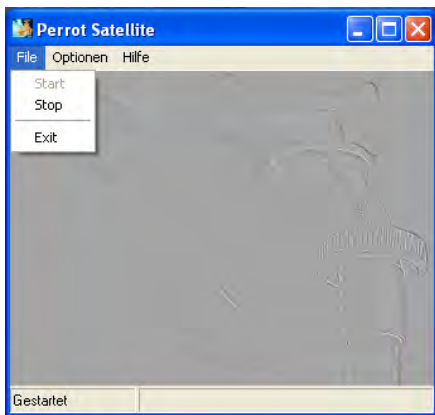 Perrot Satellite
File Optionen Hilfe
Start
Stop
Exit
Gestartet